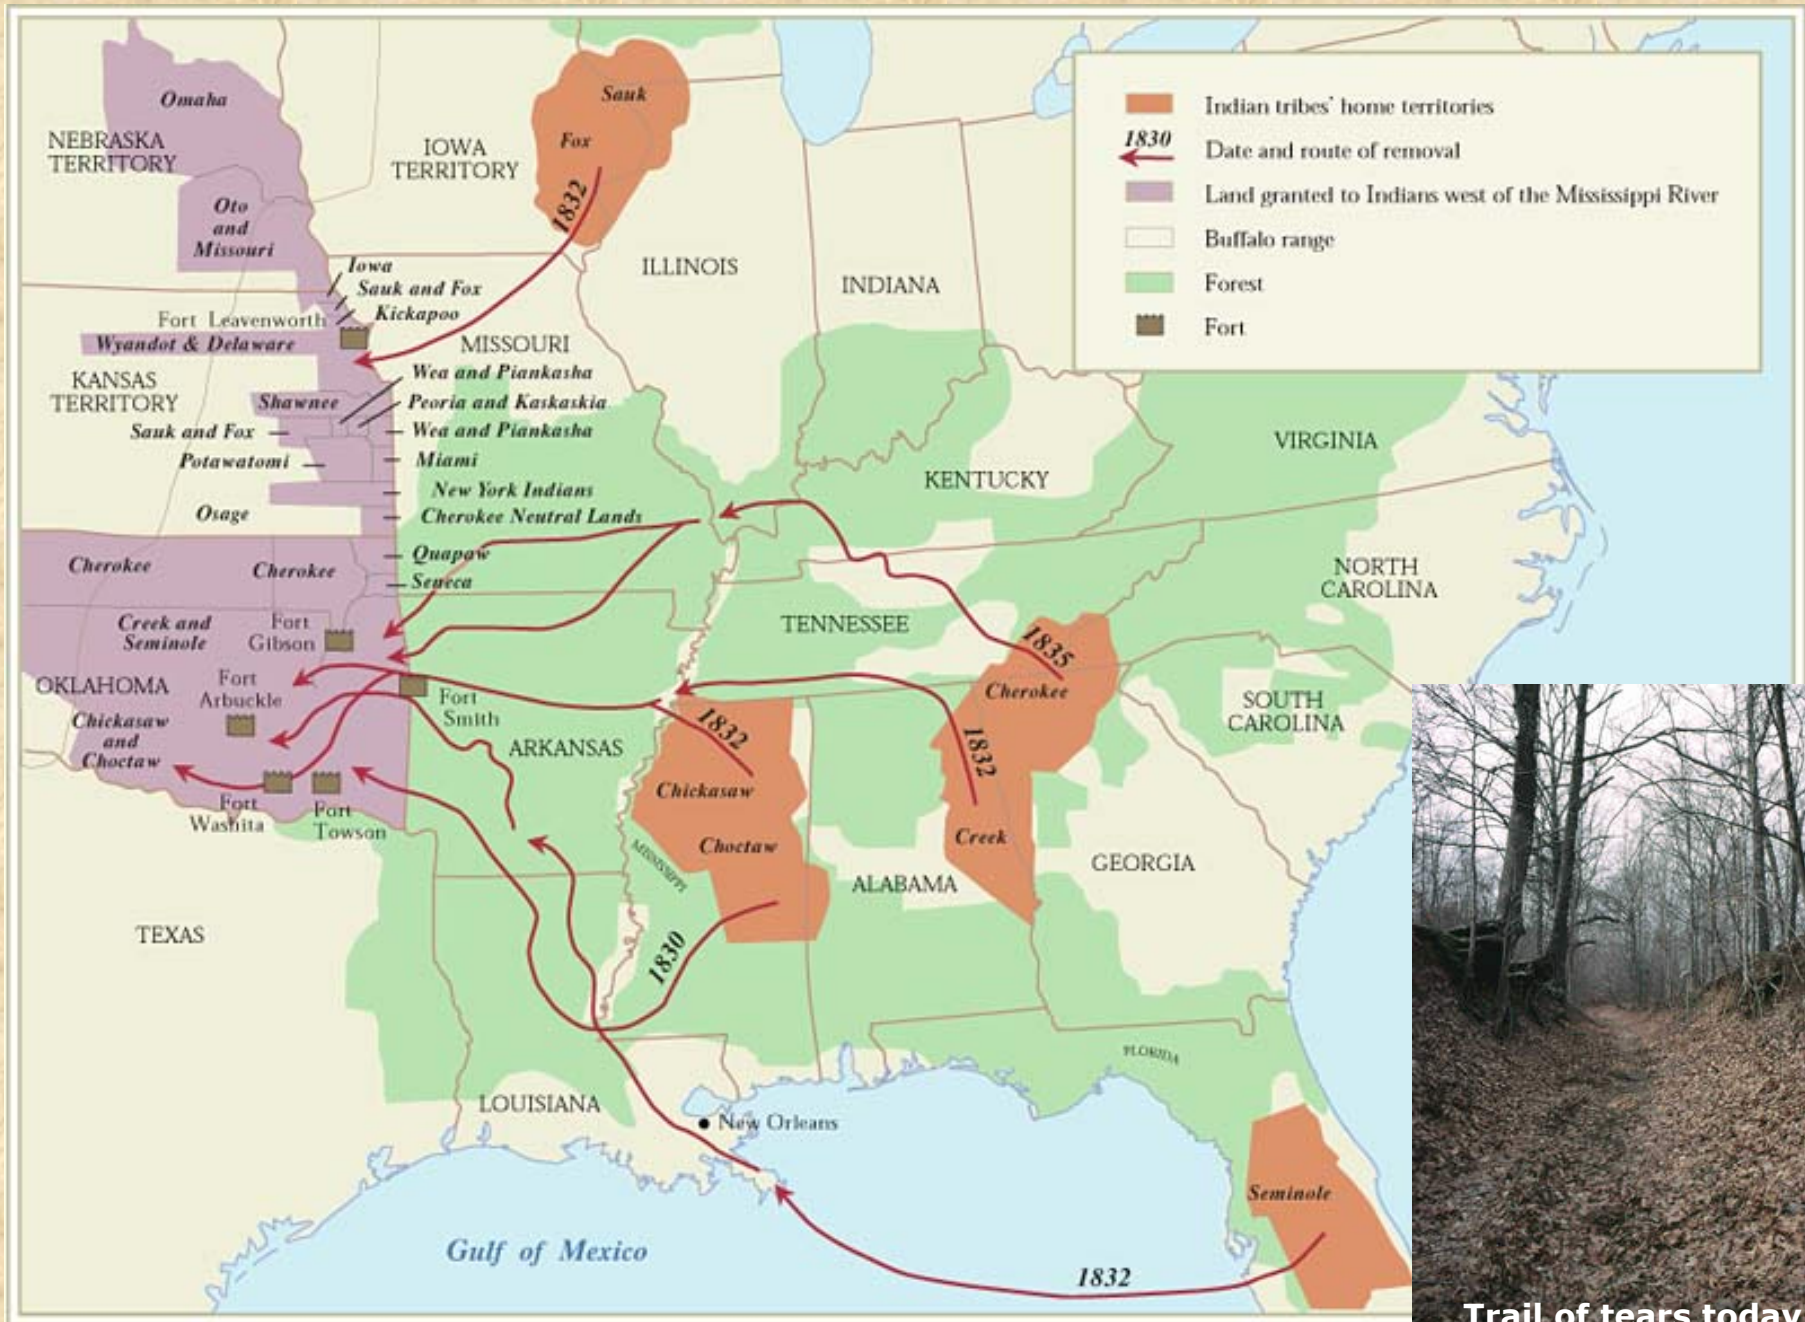 Indian tribes' home territories
1830
Date and route of removal
Land granted to Indians west of the Mississippi River
Buffalo range
Forest
Fort
Omaha
NEBRASKA
TERRITORY
Oto
and
Missouri
IOWA
TERRITORY
Sauk
Fox
1832
ILLINOIS
INDIANA
Iowa
Sauk and Fox
Kickapoo
Fort Leavenworth
Wyandot & Delaware
MISSOURI
KANSAS
TERRITORY
Wea and Piankasha
Shawnee
Peoria and Kaskaskia
Sauk and Fox
Wea and Piankasha
Potawatomi
Miami
New York Indians
Osage
Cherokee Neutral Lands
Cherokee
Cherokee
Quapaw
Seneca
KENTUCKY
VIRGINIA
NORTH
CAROLINA
TENNESSEE
1835
Cherokee
SOUTH
CAROLINA
Creek and
Seminole
Fort
Gibson
OKLAHOMA
Fort
Arbuckle
Fort
Smith
Chickasaw
and
Choctaw
ARKANSAS
Fort
Washita
Fort
Towson
1832
Chickasaw
Choctaw
MISSISSIPPI
1832
Creek
ALABAMA
GEORGIA
TEXAS
1830
LOUISIANA
New Orleans
FLORIDA
Seminole
Gulf of Mexico
1832
Trail of tears today